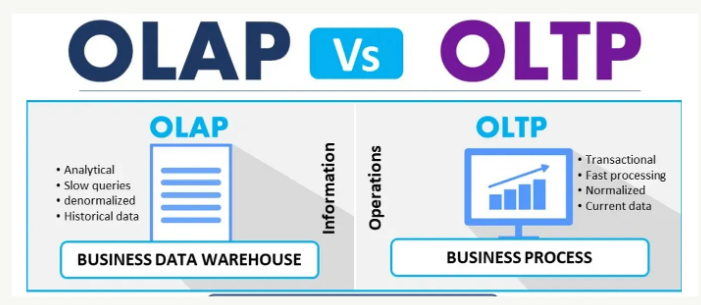 OLAP Vs OLTP
OLAP
• Analytical
• Slow queries
• denormalized
• Historical data
Information
BUSINESS DATA WAREHOUSE
OLTP
Operations
• Transactional
• Fast processing
• Normalized
• Current data
BUSINESS PROCESS